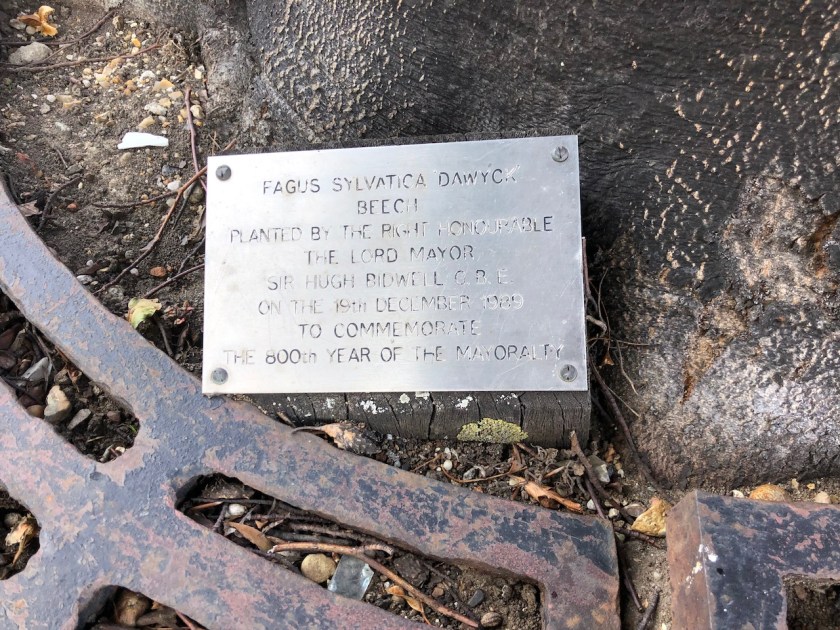 FAGUS SYLVATICA DAWYCK
BEECH
PLANTED BY THE RIGHT HONOURABLE
THE LORD MAYOR
SIR HUGH BIDWELL G. B. E.
ON THE 19th DECEMBER 1989
TO COMMEMORATE
THE 800th YEAR OF THE MAYORALTY